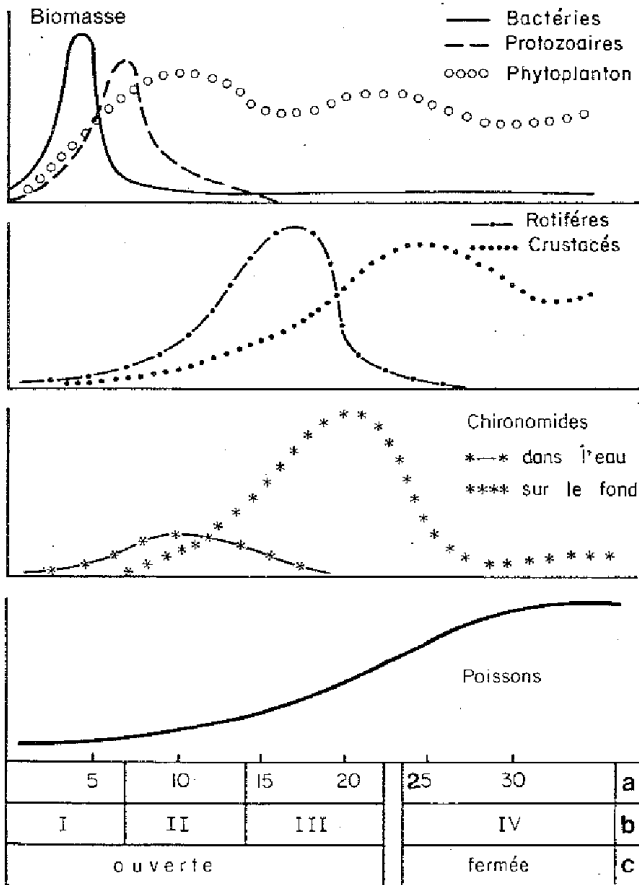 Biomasse
Bactéries
Protozoaires
Phytoplanton
Rotiféres
Crustacés
Chironomides
*—* dans l'eau
**** sur le fond
Poissons
5 10 15 20 25 30 a
I II III IV b
ouverte fermée c